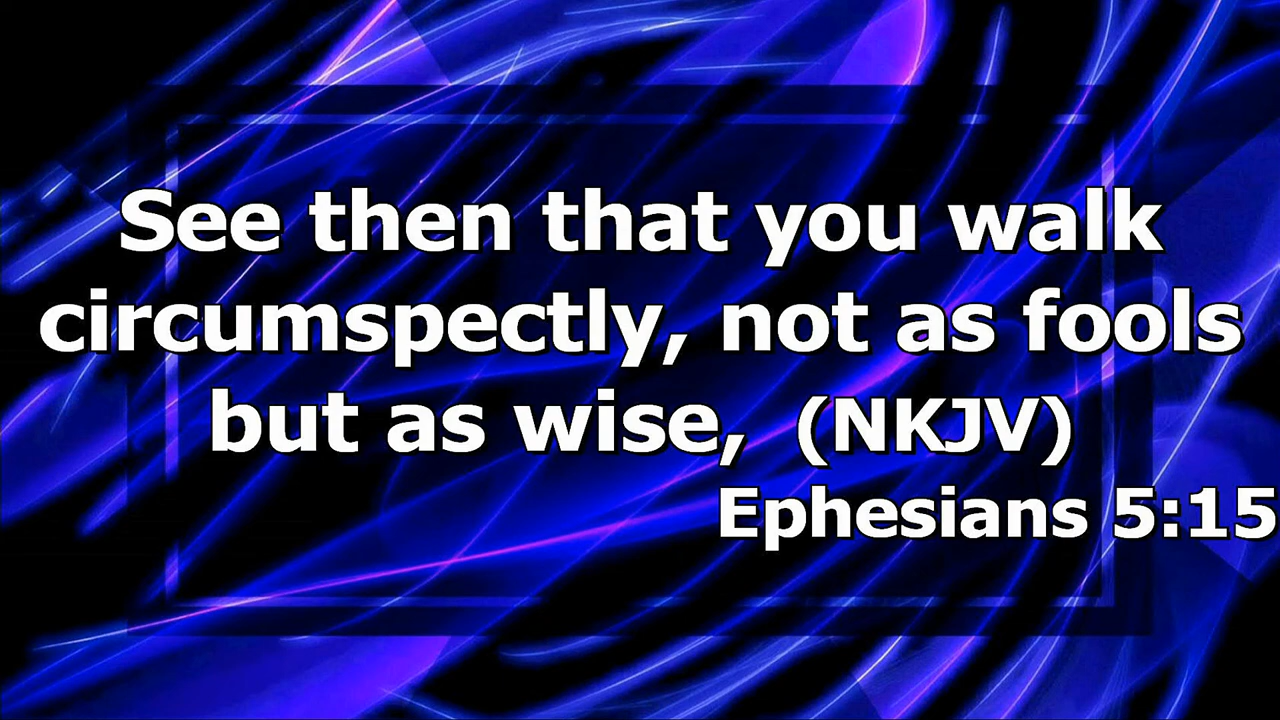 See then that you walk
circumspectly, not as fools
but as wise, (NKJV)
Ephesians 5:15